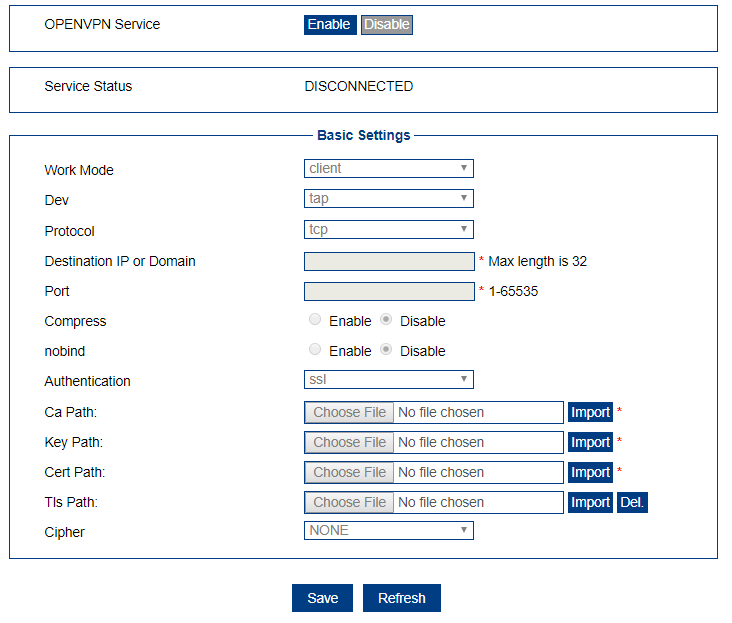 OPENVPN Service Enable Disable
Service Status DISCONNECTED
Basic Settings
Work Mode client
Dev tap
Protocol tcp
Destination IP or Domain * Max length is 32
Port * 1-65535
Compress Enable Disable
nobind Enable Disable
Authentication ssl
Ca Path: Choose File No file chosen Import *
Key Path: Choose File No file chosen Import *
Cert Path: Choose File No file chosen Import *
Tls Path: Choose File No file chosen Import Del.
Cipher NONE
Save Refresh